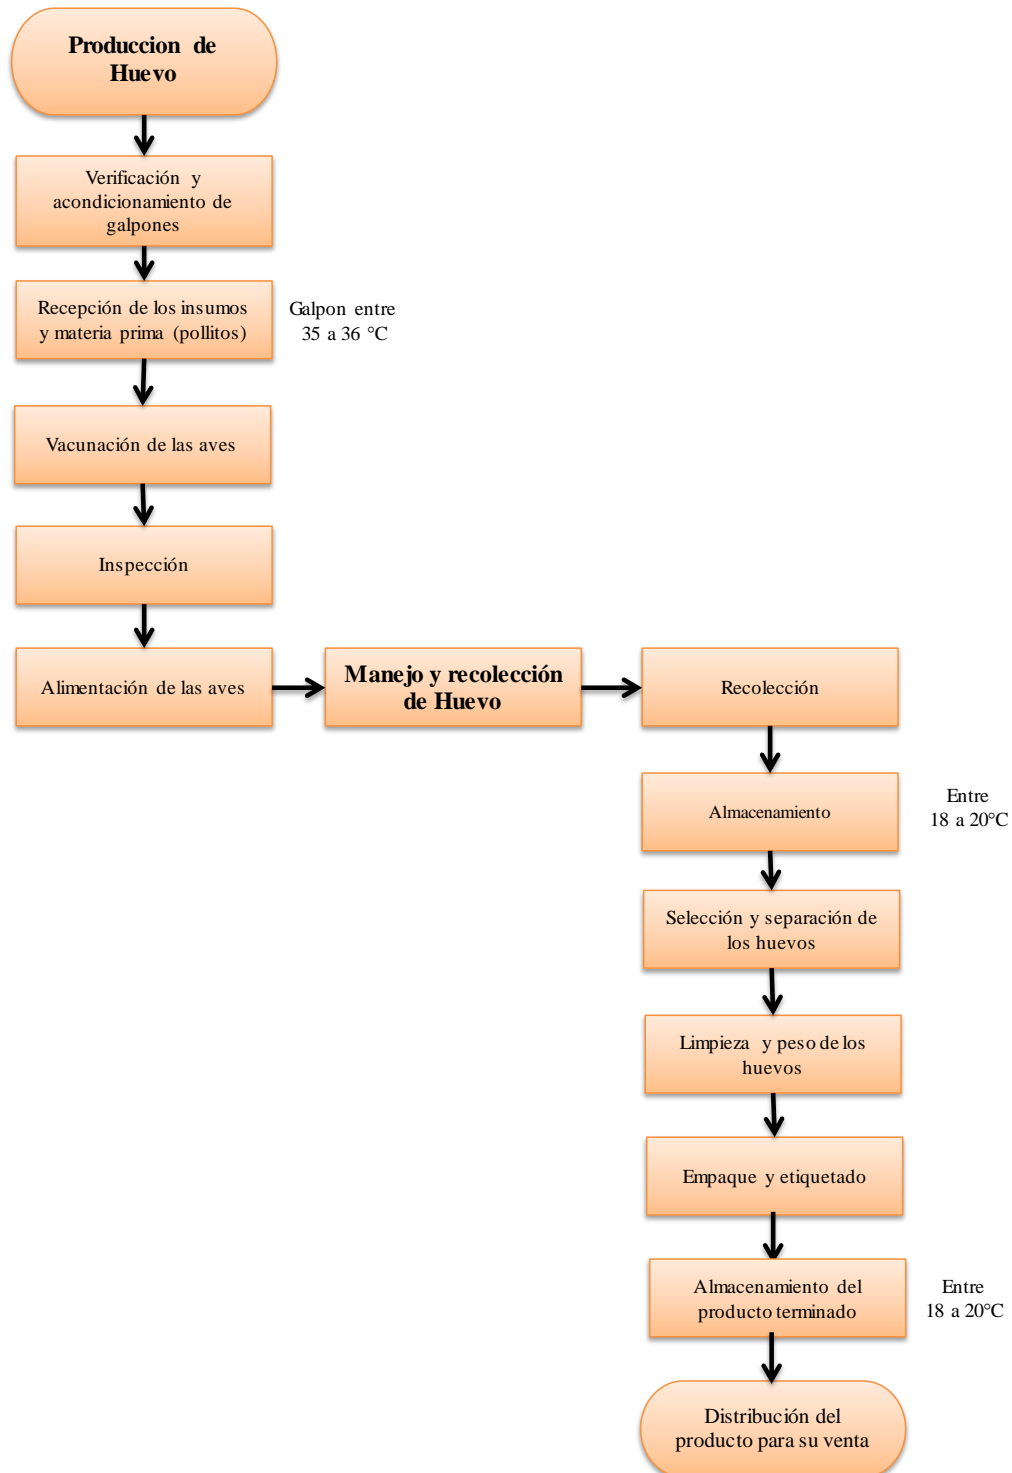 Produccion de
Huevo
Verificación y
acondicionamiento de
galpones
Recepción de los insumos
y materia prima (pollitos)
Galpon entre
35 a 36 °C
Vacunación de las aves
Inspección
Alimentación de las aves
Manejo y recolección
de Huevo
Recolección
Almacenamiento
Entre
18 a 20°C
Selección y separación de
los huevos
Limpieza y peso de los
huevos
Empaque y etiquetado
Almacenamiento del
producto terminado
Entre
18 a 20°C
Distribución del
producto para su venta